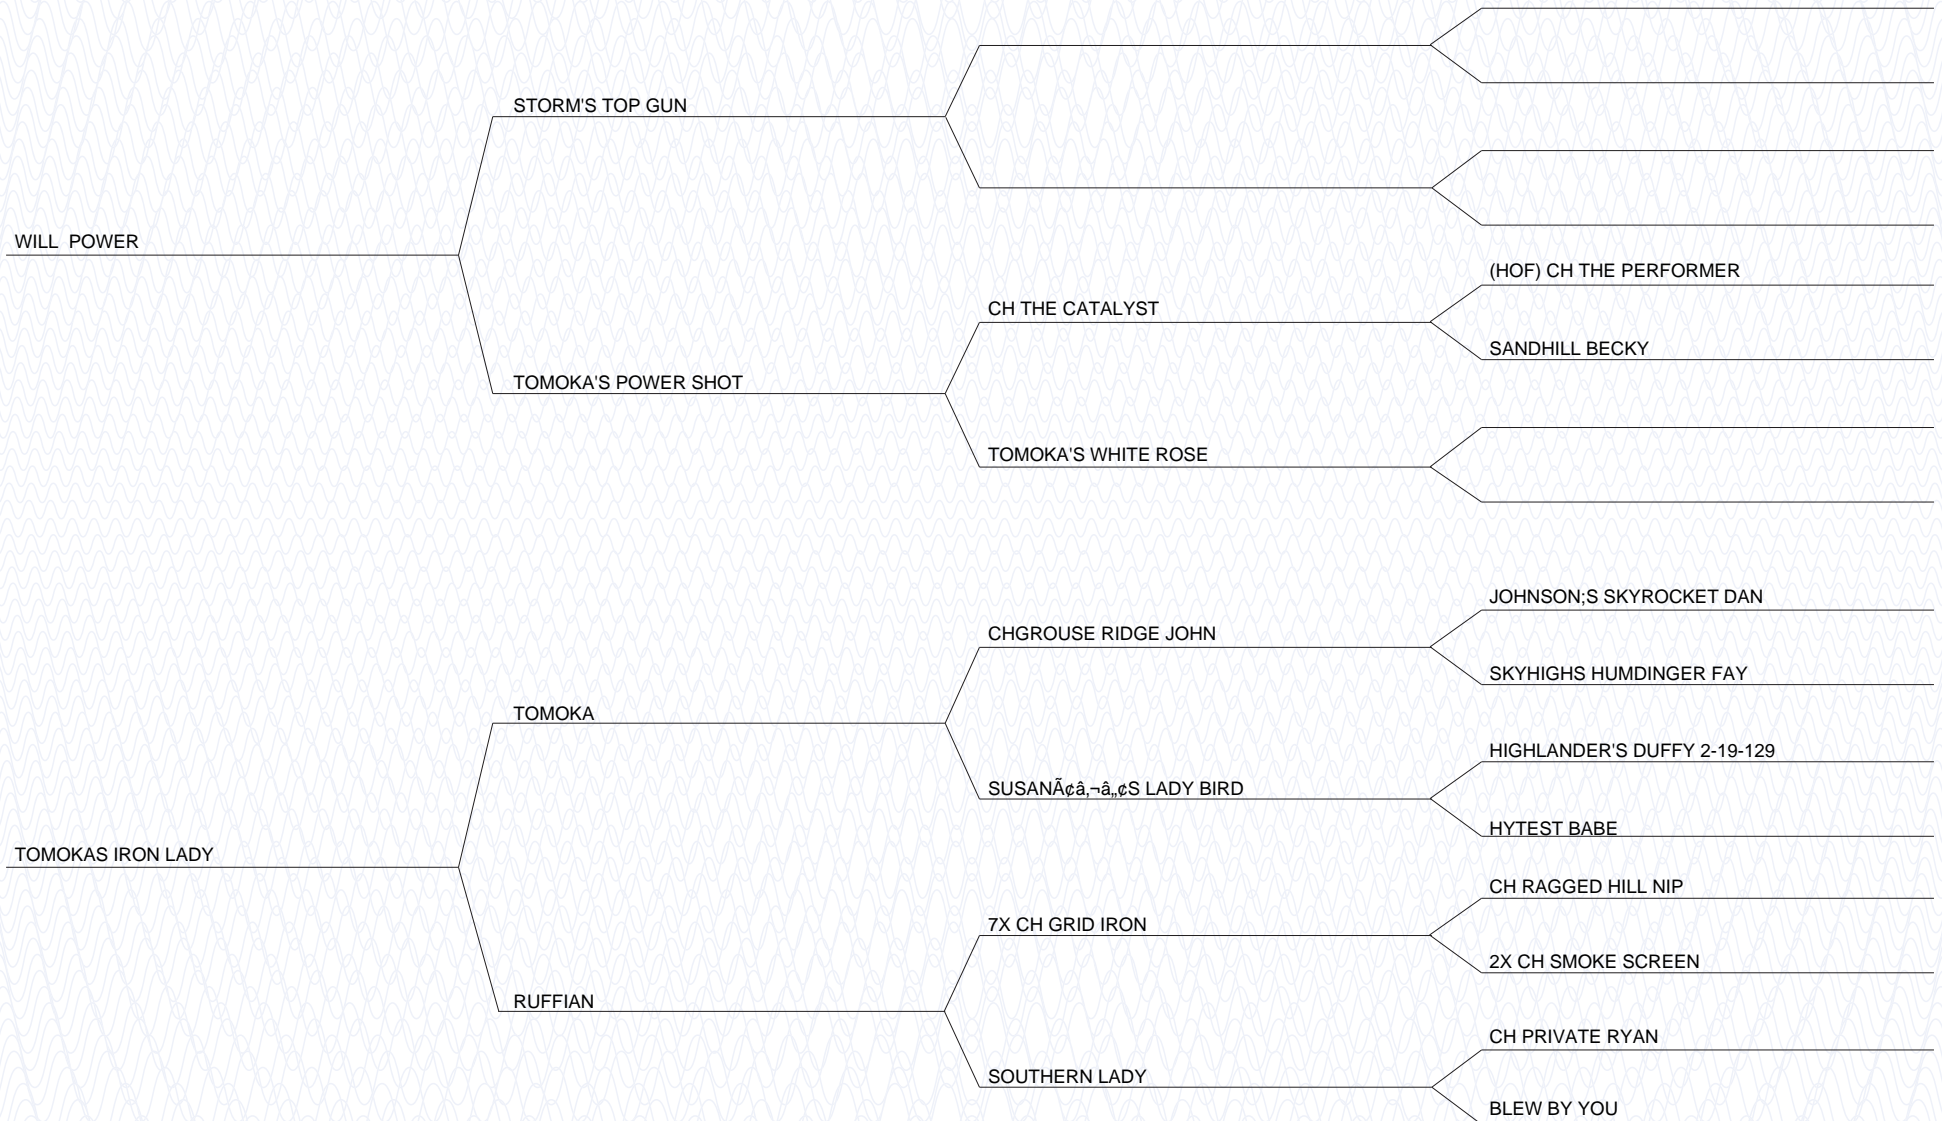 STORM'S TOP GUN
WILL  POWER
(HOF) CH THE PERFORMER
CH THE CATALYST
SANDHILL BECKY
TOMOKA'S POWER SHOT
TOMOKA'S WHITE ROSE
JOHNSON;S SKYROCKET DAN
CHGROUSE RIDGE JOHN
SKYHIGHS HUMDINGER FAY
TOMOKA
HIGHLANDER'S DUFFY 2-19-129
SUSANÃ¢â‚¬â„¢S LADY BIRD
HYTEST BABE
TOMOKAS IRON LADY
CH RAGGED HILL NIP
7X CH GRID IRON
2X CH SMOKE SCREEN
RUFFIAN
CH PRIVATE RYAN
SOUTHERN LADY
BLEW BY YOU